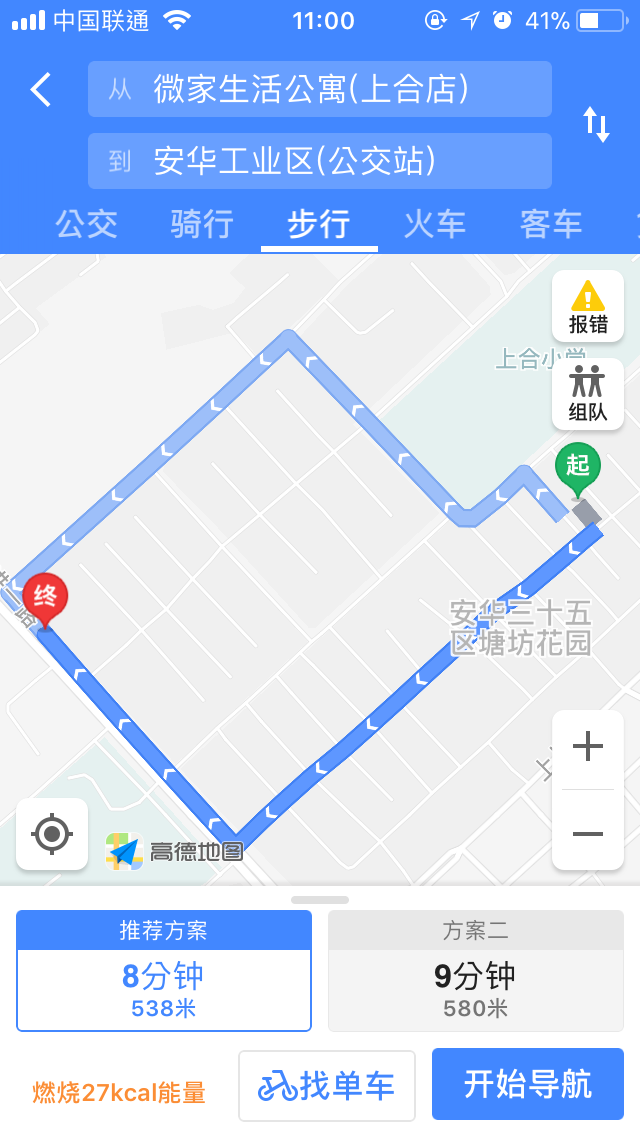 中国联通
11:00
41%
从 微家生活公寓(上合店)
到 安华工业区(公交站)
公交 骑行 步行 火车 客车
报错
上合小学
组队
起
终
安华三十五
区塘坊花园
高德地图
推荐方案
8分钟
538米
方案二
9分钟
580米
燃烧27kcal能量
找单车
开始导航